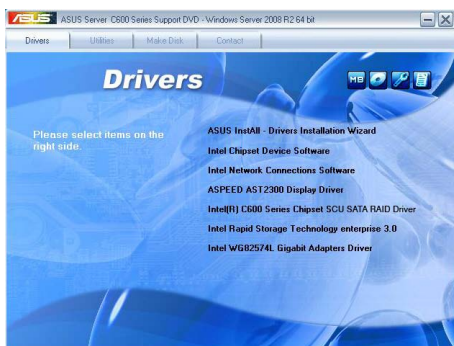 ASUS ASUS Server C600 Series Support DVD - Windows Server 2008 R2 64 bit
Drivers Utilities Make Disk Contact
Drivers
MB
Please select items on the
right side.
ASUS InstAll - Drivers Installation Wizard
Intel Chipset Device Software
Intel Network Connections Software
ASPEED AST2300 Display Driver
Intel(R) C600 Series Chipset SCU SATA RAID Driver
Intel Rapid Storage Technology enterprise 3.0
Intel WG82574L Gigabit Adapters Driver